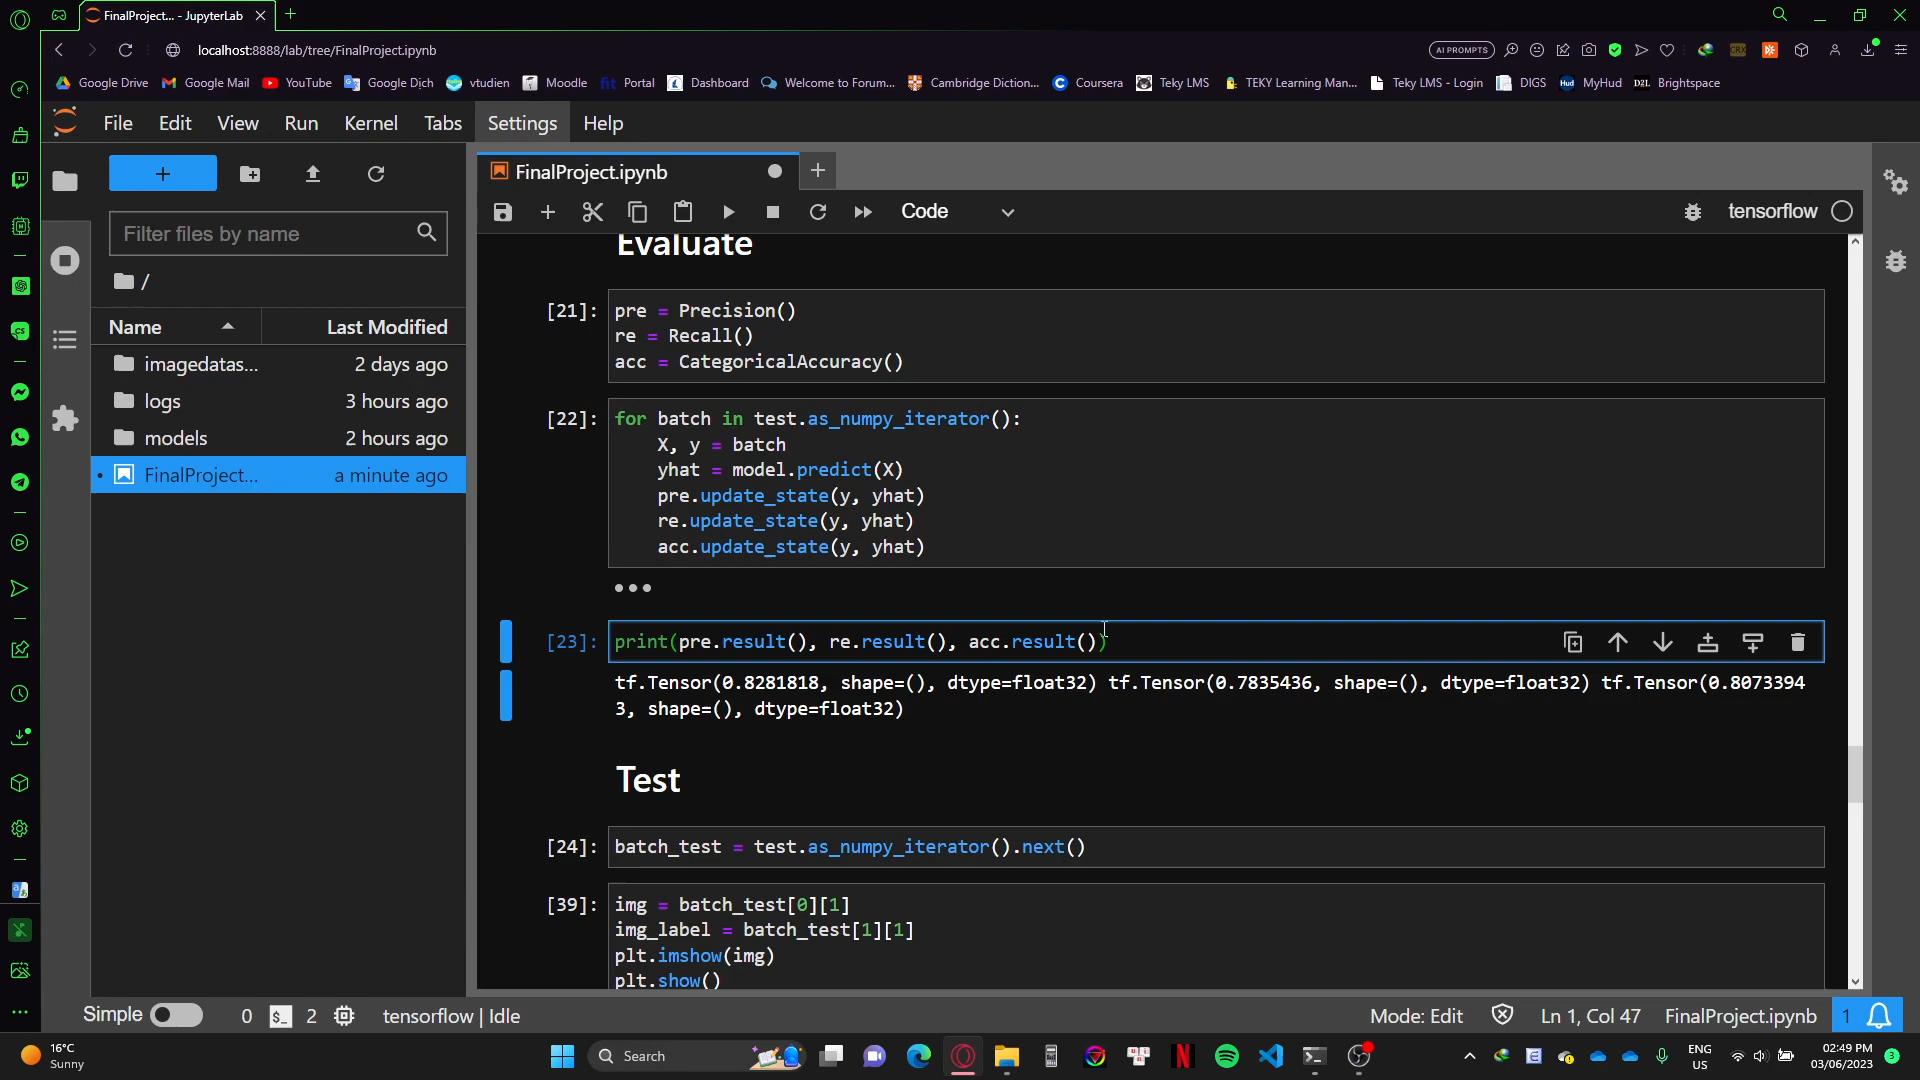 FinalProject... - JupyterLab
localhost:8888/lab/tree/FinalProject.ipynb
AI PROMPTS
Google Drive Google Mail YouTube Google Dịch vtudien Moodle fit Portal Dashboard Welcome to Forum... Cambridge Diction... Coursera Teky LMS TEKY Learning Man... Teky LMS - Login DIGS Hud MyHud D2L Brightspace
File Edit View Run Kernel Tabs Settings Help
FinalProject.ipynb
Code
tensorflow
Filter files by name
/
Name Last Modified
imagedatas... 2 days ago
logs 3 hours ago
models 2 hours ago
FinalProject... a minute ago
Evaluate
[21]: pre = Precision()
re = Recall()
acc = CategoricalAccuracy()
[22]: for batch in test.as_numpy_iterator():
X, y = batch
yhat = model.predict(X)
pre.update_state(y, yhat)
re.update_state(y, yhat)
acc.update_state(y, yhat)
[23]: print(pre.result(), re.result(), acc.result())
tf.Tensor(0.8281818, shape=(), dtype=float32) tf.Tensor(0.7835436, shape=(), dtype=float32) tf.Tensor(0.8073394
3, shape=(), dtype=float32)
Test
[24]: batch_test = test.as_numpy_iterator().next()
[39]: img = batch_test[0][1]
img_label = batch_test[1][1]
plt.imshow(img)
plt.show()
Simple 0 $_ 2 tensorflow | Idle
Mode: Edit Ln 1, Col 47 FinalProject.ipynb 1
16°C
Sunny
Search
ENG
US
02:49 PM
03/06/2023
3